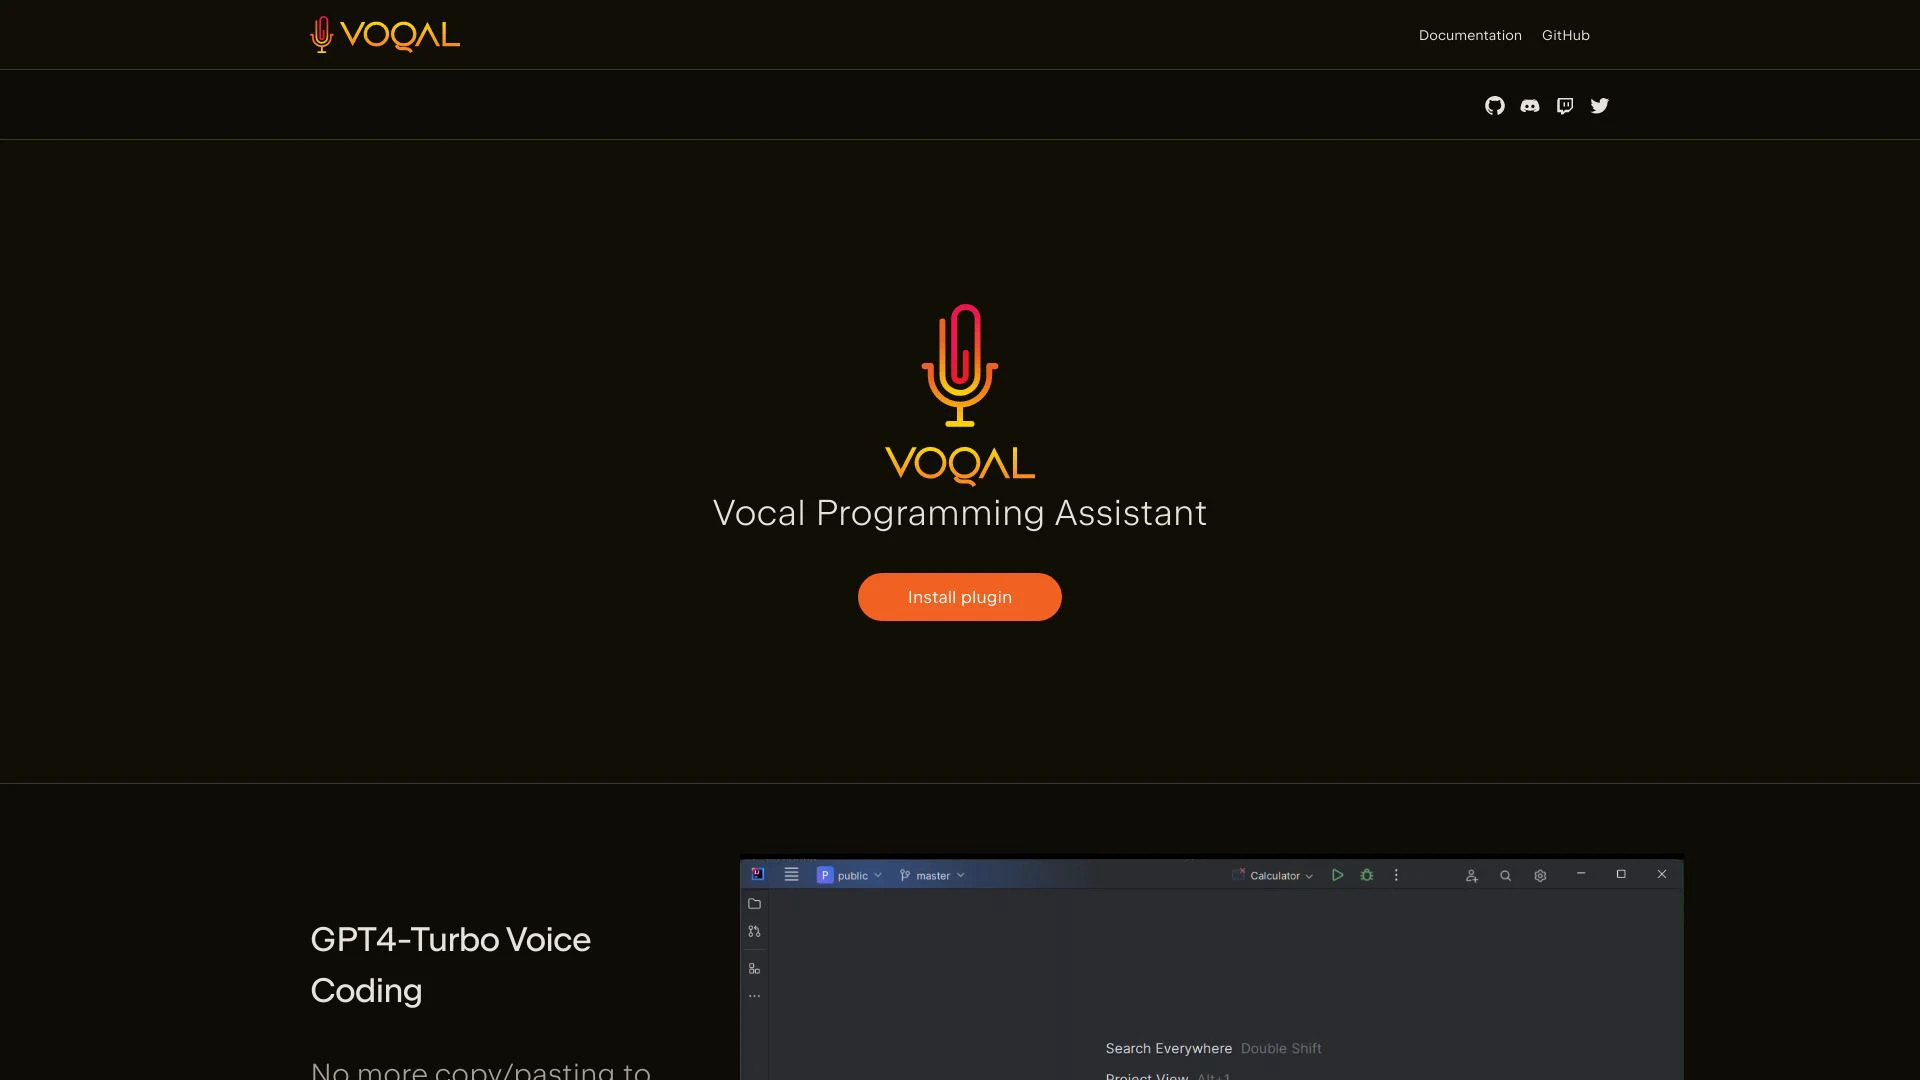 VOQAL
Documentation GitHub
VOQAL
Vocal Programming Assistant
Install plugin
GPT4-Turbo Voice
Coding
No more copy/pasting to
P public master Calculator
Search Everywhere Double Shift
Project View Alt+1